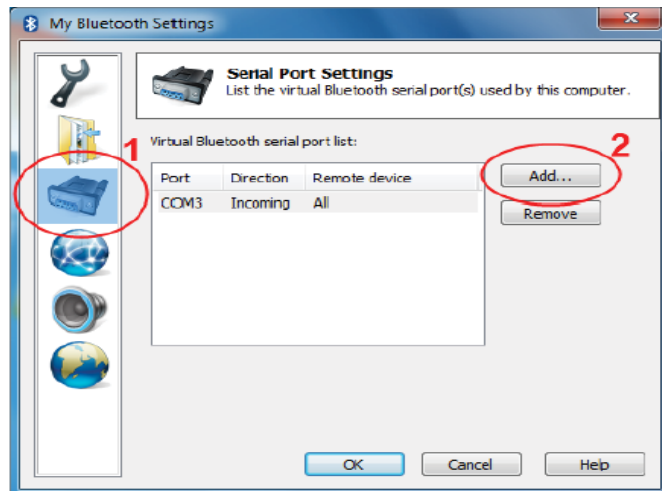 My Bluetooth Settings
Serial Port Settings
List the virtual Bluetooth serial port(s) used by this computer.
1
Virtual Bluetooth serial port list:
2
Port Direction Remote device
Add...
COM3 Incoming All
Remove
OK Cancel Help